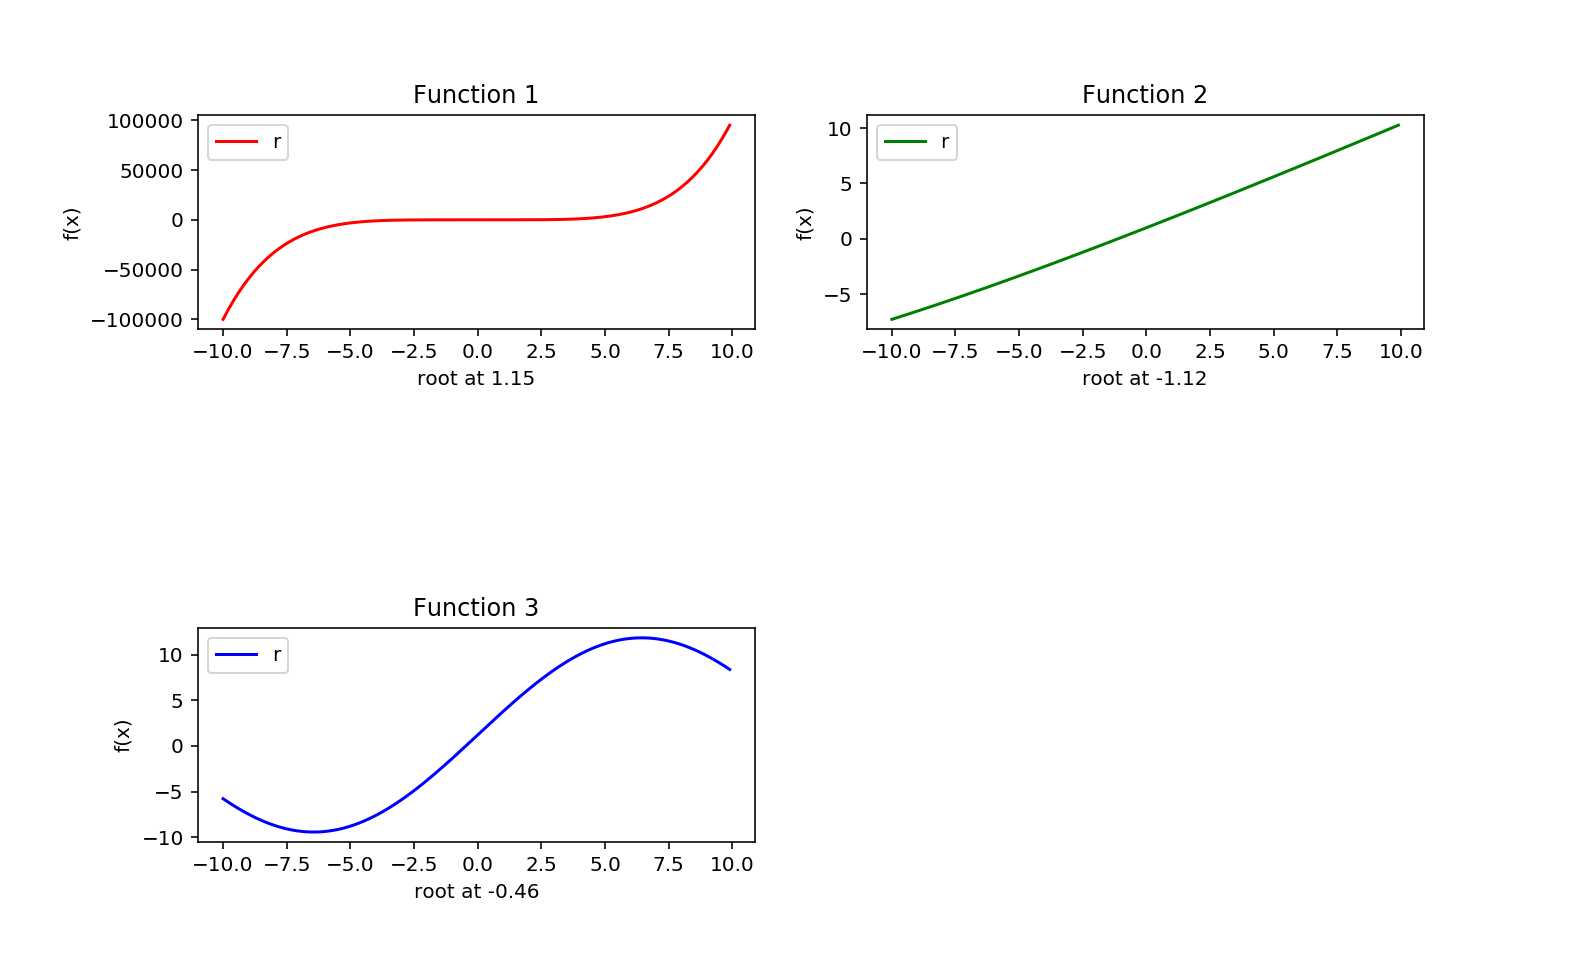 Function 1
r
f(x)
100000
50000
0
−50000
−100000
−10.0 −7.5 −5.0 −2.5 0.0 2.5 5.0 7.5 10.0
root at 1.15
Function 2
r
f(x)
10
5
0
−5
−10.0 −7.5 −5.0 −2.5 0.0 2.5 5.0 7.5 10.0
root at -1.12
Function 3
r
f(x)
10
5
0
−5
−10
−10.0 −7.5 −5.0 −2.5 0.0 2.5 5.0 7.5 10.0
root at -0.46